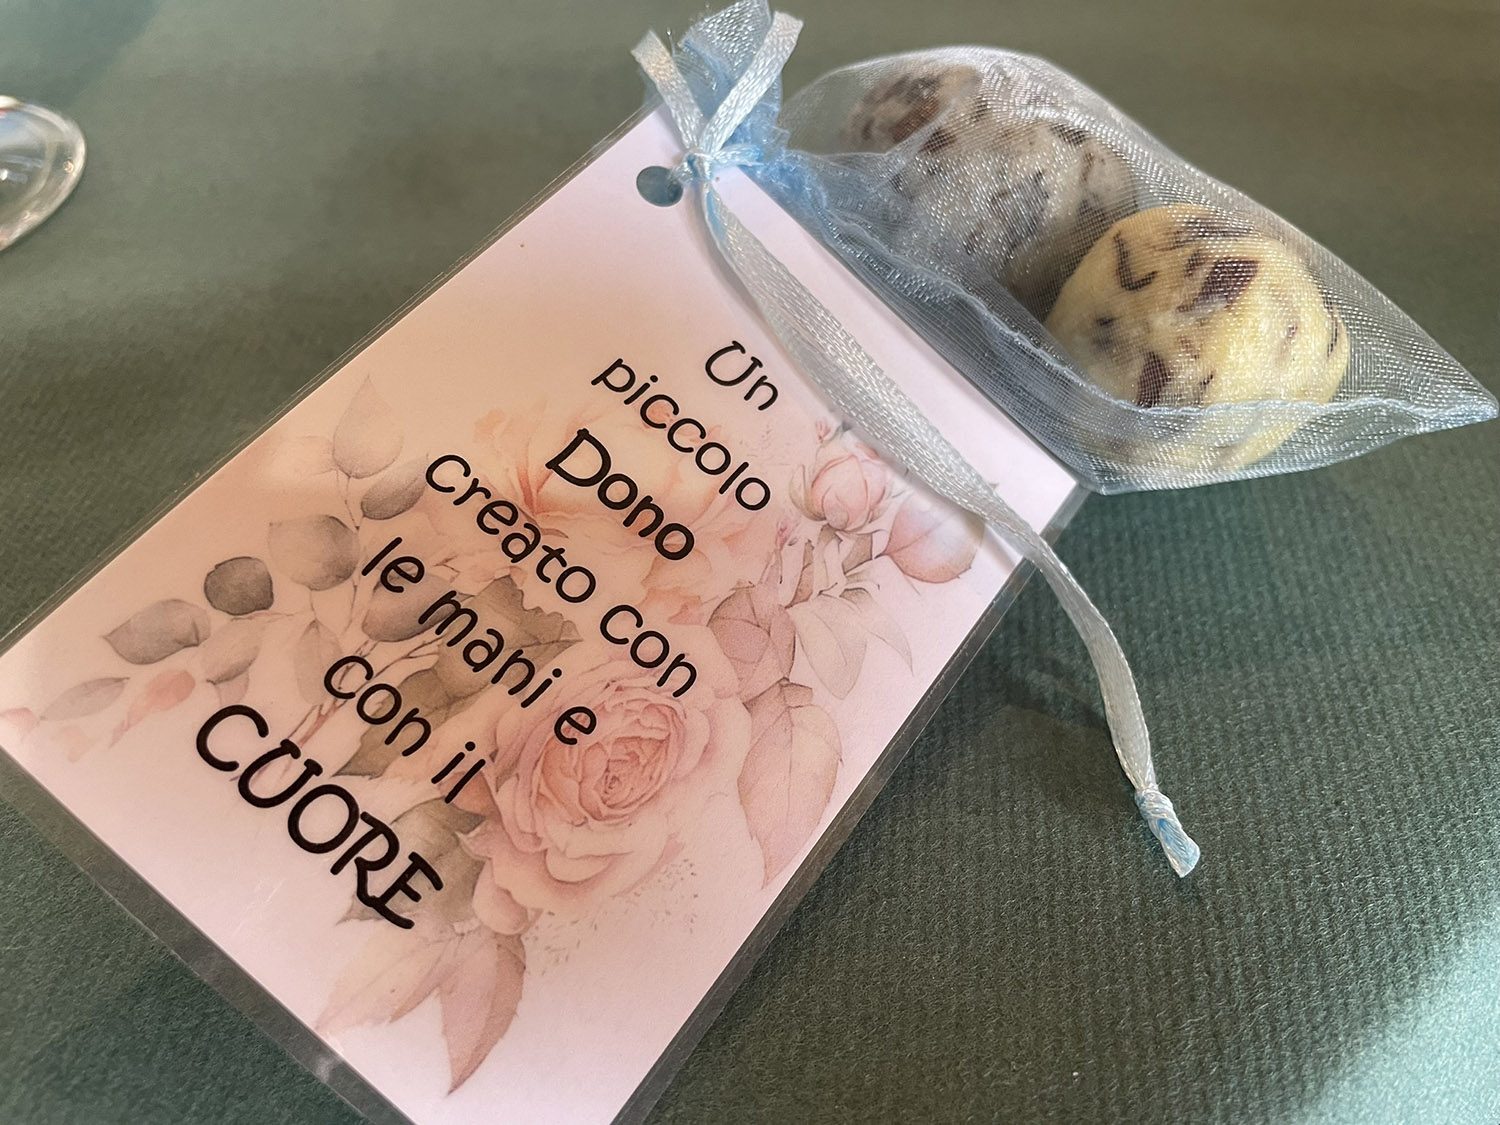 Un
piccolo
Dono
creato con
le mani e
con il
CUORE